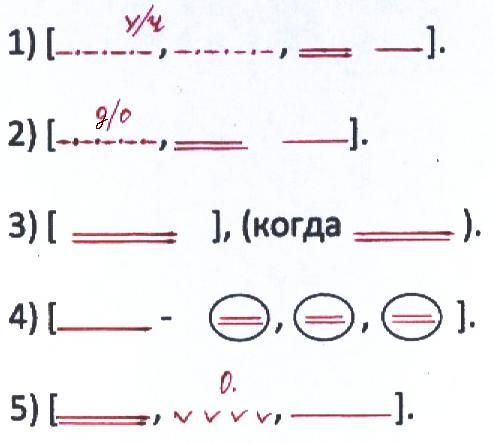 у/ч
1) [ , , ].
д/о
2) [ , ].
3) [ ], (когда ).
4) [ - , , ].
о.
5) [ , , ].